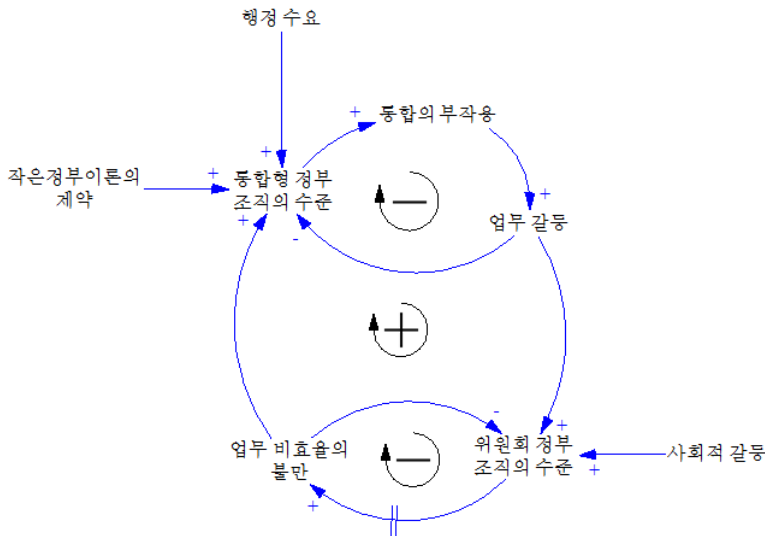 행정 수요
+
통합의 부작용
+
작은정부이론의
제약
+
통합형 정부
조직의 수준
+
-
−
+
업무 갈등
+
-
+
업무 비효율의
불만
−
위원회 정부
조직의 수준
사회적 갈등
+
+